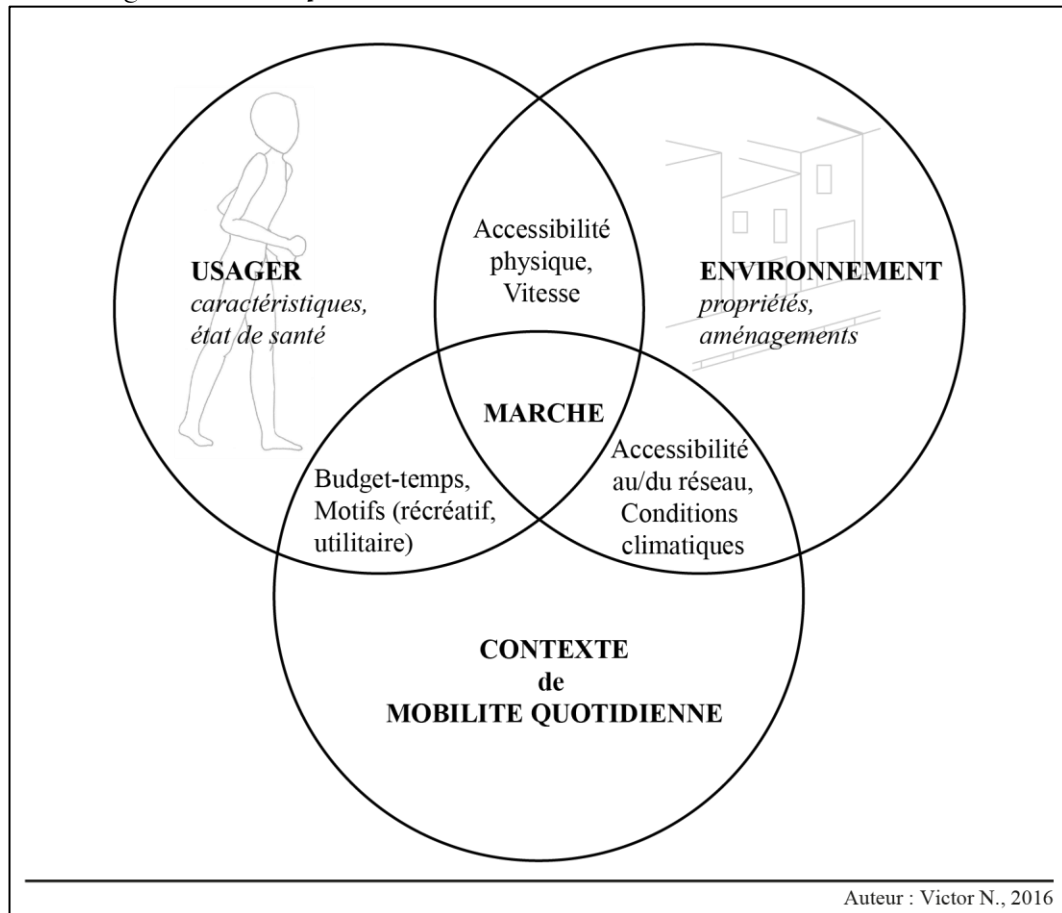 Accessibilité
physique,
Vitesse
USAGER
caractéristiques,
état de santé
ENVIRONNEMENT
propriétés,
aménagements
MARCHE
Budget-temps,
Motifs (récréatif,
utilitaire)
Accessibilité
au/du réseau,
Conditions
climatiques
CONTEXTE
de
MOBILITE QUOTIDIENNE
Auteur : Victor N., 2016